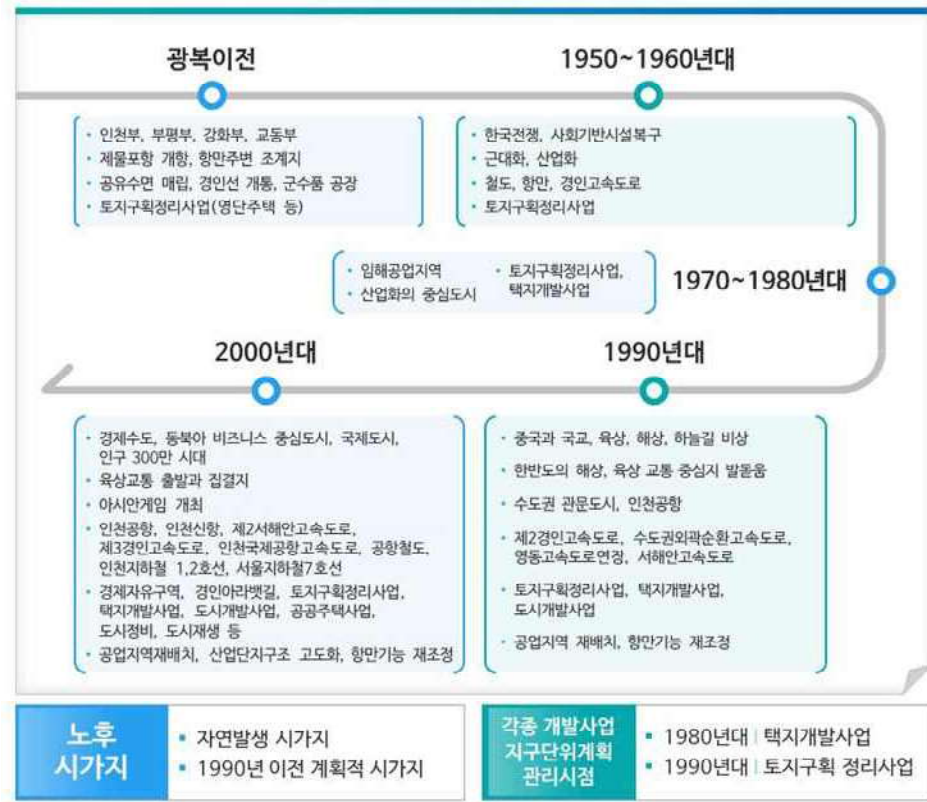 광복이전
• 인천부, 부평부, 강화부, 교동부
• 제물포항 개항, 항만주변 조계지
• 공유수면 매립, 경인선 개통, 군수품 공장
• 토지구획정리사업(영단주택 등)
1950~1960년대
• 한국전쟁, 사회기반시설복구
• 근대화, 산업화
• 철도, 항만, 경인고속도로
• 토지구획정리사업
1970~1980년대
• 임해공업지역
• 산업화의 중심도시
• 토지구획정리사업,
택지개발사업
1990년대
• 중국과 국교, 육상, 해상, 하늘길 비상
• 한반도의 해상, 육상 교통 중심지 발돋움
• 수도권 관문도시, 인천공항
• 제2경인고속도로, 수도권외곽순환고속도로,
영동고속도로연장, 서해안고속도로
• 토지구획정리사업, 택지개발사업,
도시개발사업
• 공업지역 재배치, 항만기능 재조정
2000년대
• 경제수도, 동북아 비즈니스 중심도시, 국제도시,
인구 300만 시대
• 육상교통 출발과 집결지
• 아시안게임 개최
• 인천공항, 인천신항, 제2서해안고속도로,
제3경인고속도로, 인천국제공항고속도로, 공항철도,
인천지하철 1,2호선, 서울지하철7호선
• 경제자유구역, 경인아라뱃길, 토지구획정리사업,
택지개발사업, 도시개발사업, 공공주택사업,
도시정비, 도시재생 등
• 공업지역재배치, 산업단지구조 고도화, 항만기능 재조정
노후
시가지
• 자연발생 시가지
• 1990년 이전 계획적 시가지
각종 개발사업
지구단위계획
관리시점
▪ 1980년대 | 택지개발사업
▪ 1990년대 | 토지구획 정리사업